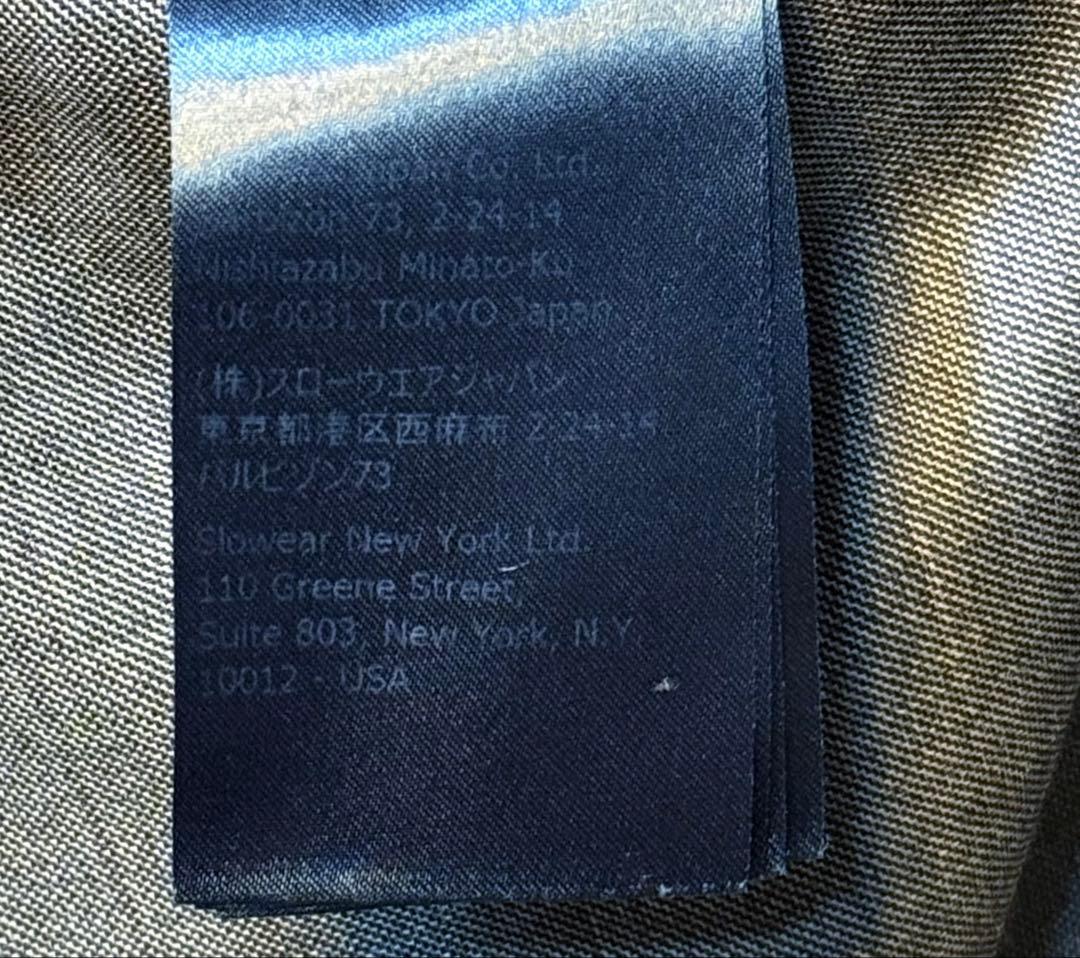 Japan Co. Ltd.
73, 2-24-14
Nishiazabu Minato-Ku
106-0031 TOKYO Japan
(株)スローウエアジャパン
東京都港区西麻布 2-24-14
バルビゾン73
Slowear New York Ltd.
110 Greene Street,
Suite 803, New York, N.Y.
10012 - USA